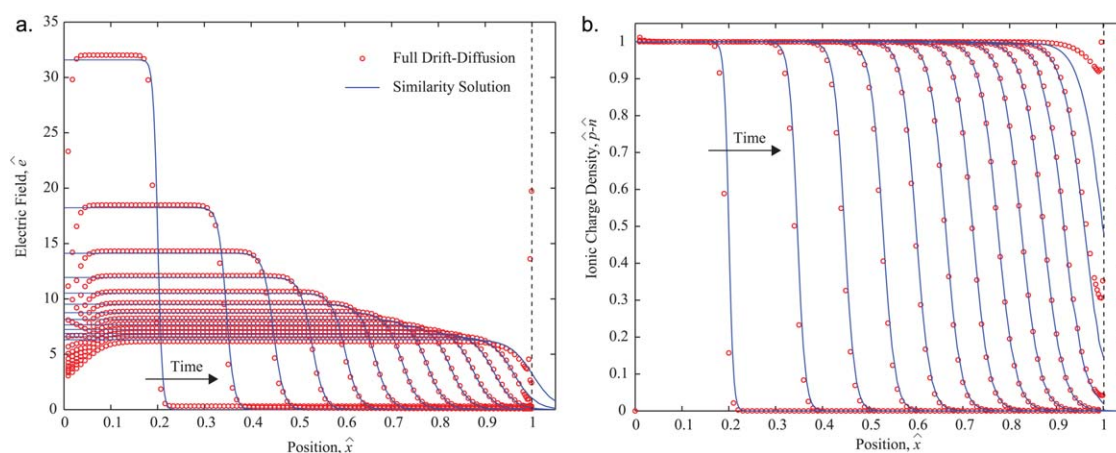 a.
35
30
25
20
15
10
5
0
Electric Field, ê
Full Drift-Diffusion
Similarity Solution
Time
0 0.1 0.2 0.3 0.4 0.5 0.6 0.7 0.8 0.9 1
Position, x̂
b.
1
0.9
0.8
0.7
0.6
0.5
0.4
0.3
0.2
0.1
0
Ionic Charge Density, p̂-n̂
Time
0 0.1 0.2 0.3 0.4 0.5 0.6 0.7 0.8 0.9 1
Position, x̂